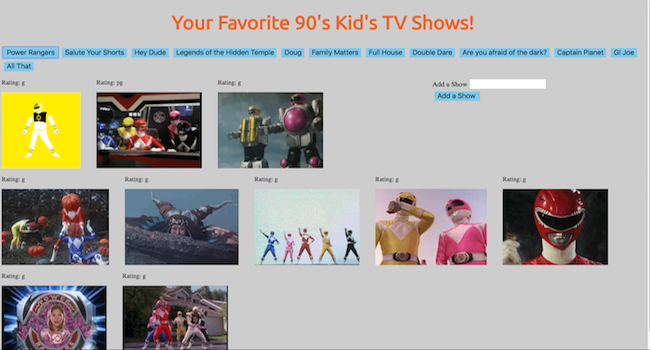 Your Favorite 90's Kid's TV Shows!
Power Rangers Salute Your Shorts Hey Dude Legends of the Hidden Temple Doug Family Matters Full House Double Dare Are you afraid of the dark? Captain Planet GI Joe
All That
Rating: g Rating: pg Rating: g Add a Show
Add a Show
Rating: g Rating: g Rating: g Rating: g Rating: g
Rating: g Rating: g